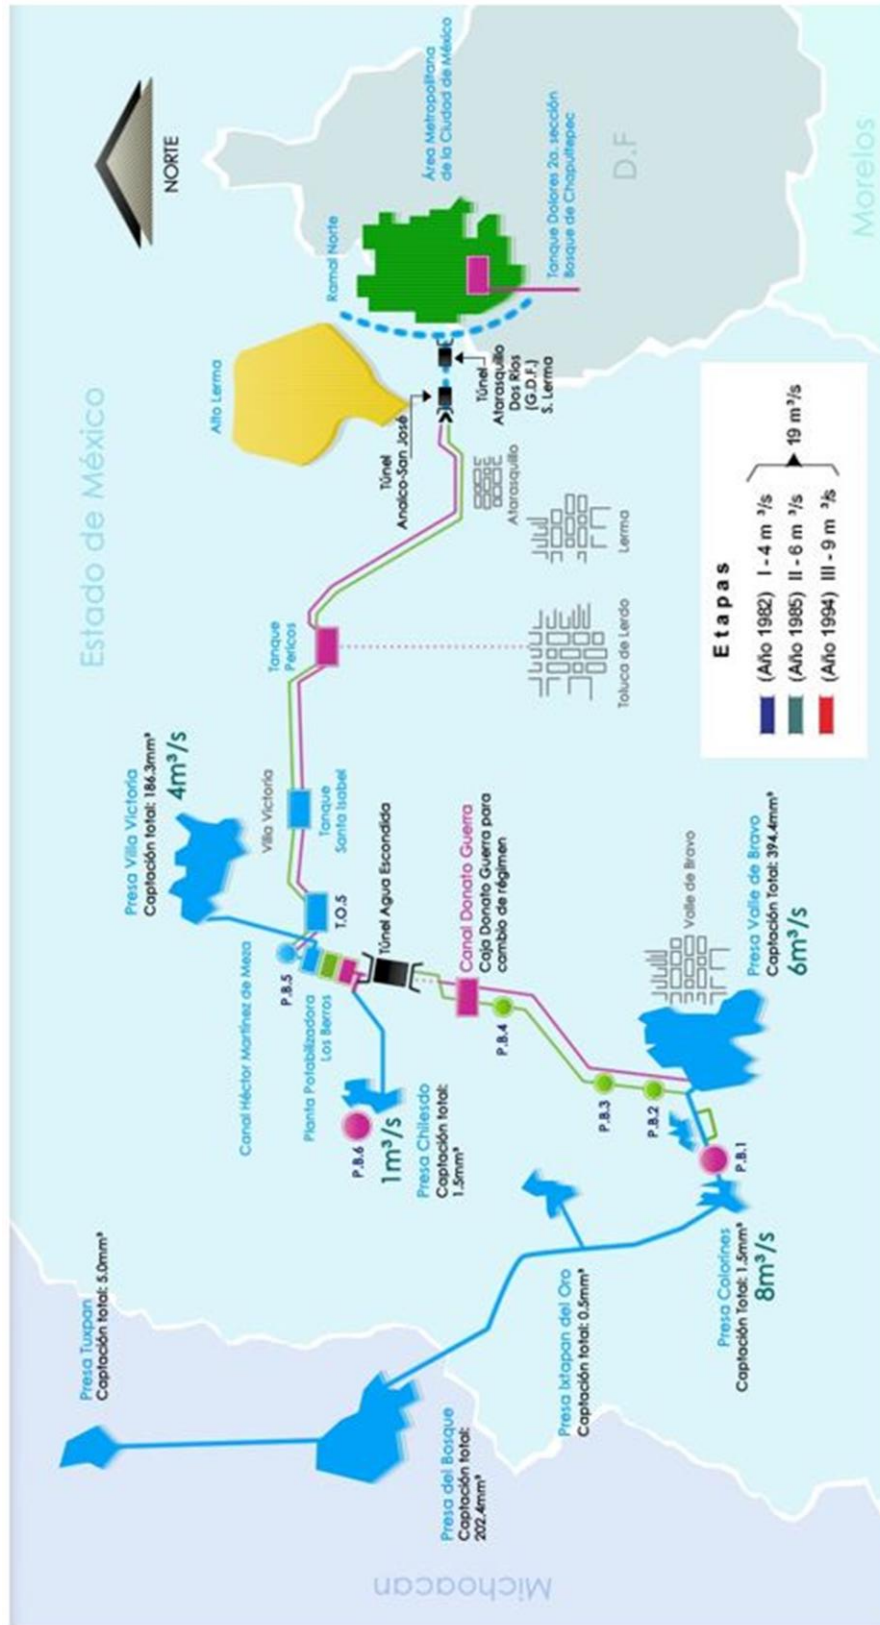 Estado de México
NORTE
Área Metropolitana
de la Ciudad de México
Ramal Norte
Alto Lerma
D.F
Tanque Dolores 2a. sección
Bosque de Chapultepec
Morelos
Túnel
Analco-San José
Túnel
Atarasquillo
Dos Ríos
(G.D.F.)
S. Lerma
Atarasquillo
Lerma
Toluca de Lerdo
Tanque
Pericos
Presa Villa Victoria
Captación total: 186.3mm³
4m³/s
Villa Victoria
Tanque
Santa Isabel
T.O.5
Túnel Agua Escondida
Canal Héctor Martínez de Meza
P.B.5
Planta Potabilizadora
Los Berros
Canal Donato Guerra
Caja Donato Guerra para
cambio de régimen
P.B.4
P.B.6
1m³/s
Presa Chilesdo
Captación total:
1.5mm³
P.B.3
P.B.2
P.B.1
Valle de Bravo
Presa Valle de Bravo
Captación Total: 394.4mm³
6m³/s
Presa Tuxpan
Captación total: 5.0mm³
Presa del Bosque
Captación total:
202.4mm³
Presa Ixtapan del Oro
Captación total: 0.5mm³
Presa Colorines
Captación Total: 1.5mm³
8m³/s
Michoacan
Etapas
(Año 1982) I - 4 m ³/s
(Año 1985) II - 6 m ³/s
(Año 1994) III - 9 m ³/s
19 m³/s